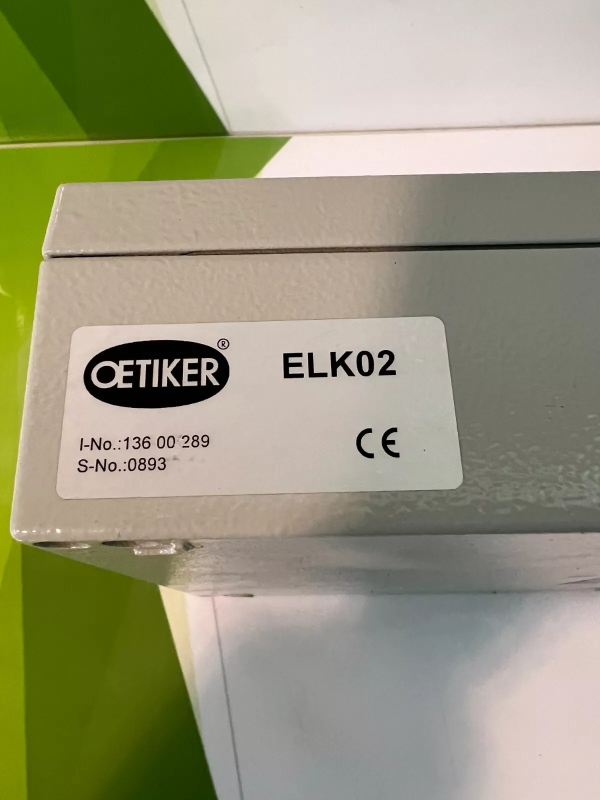 OETIKER® ELK02
I-No.:136 00 289
S-No.:0893
CE